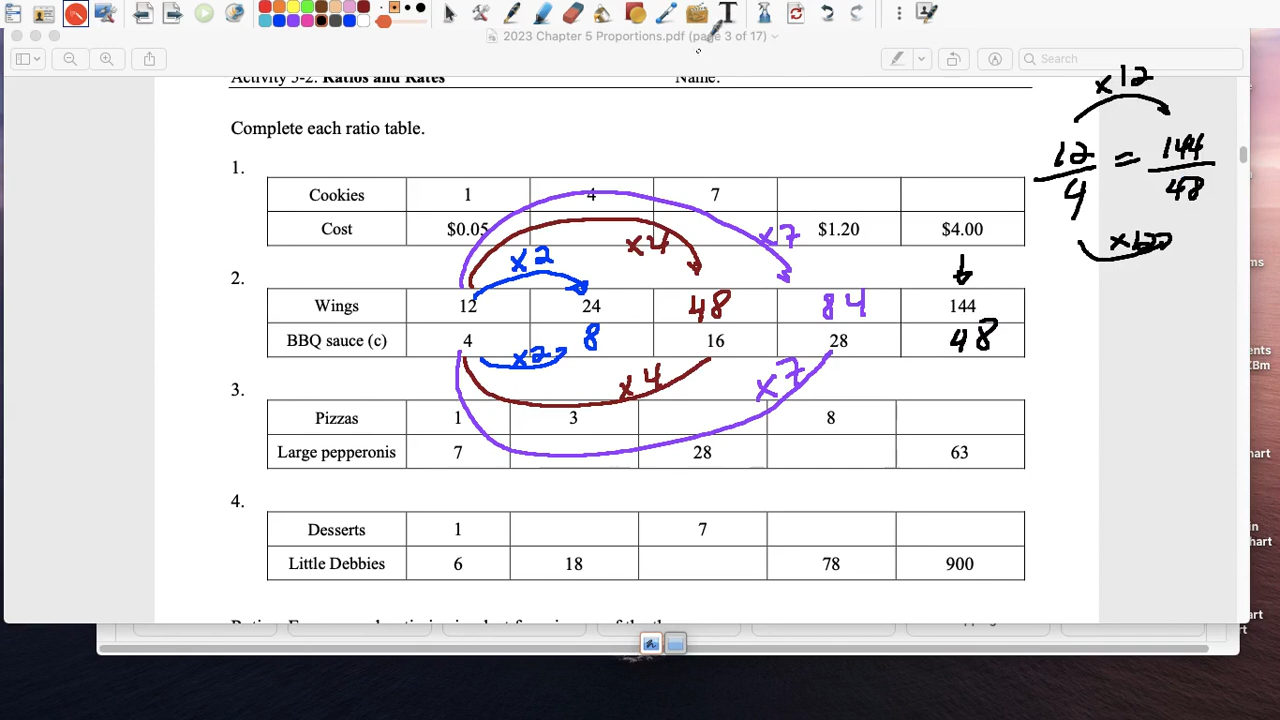 2023 Chapter 5 Proportions.pdf (page 3 of 17)
Search
Activity 5-2: Ratios and Rates Name:
Complete each ratio table.
1.
Cookies 1 4 7
Cost $0.05 $1.20 $4.00
x7
x4
x2
2.
Wings 12 24 48 84 144
BBQ sauce (c) 4 8 16 28 48
x2
x4
x7
3.
Pizzas 1 3 8
Large pepperonis 7 28 63
4.
Desserts 1 7
Little Debbies 6 18 78 900
x12
12 = 144
4 48